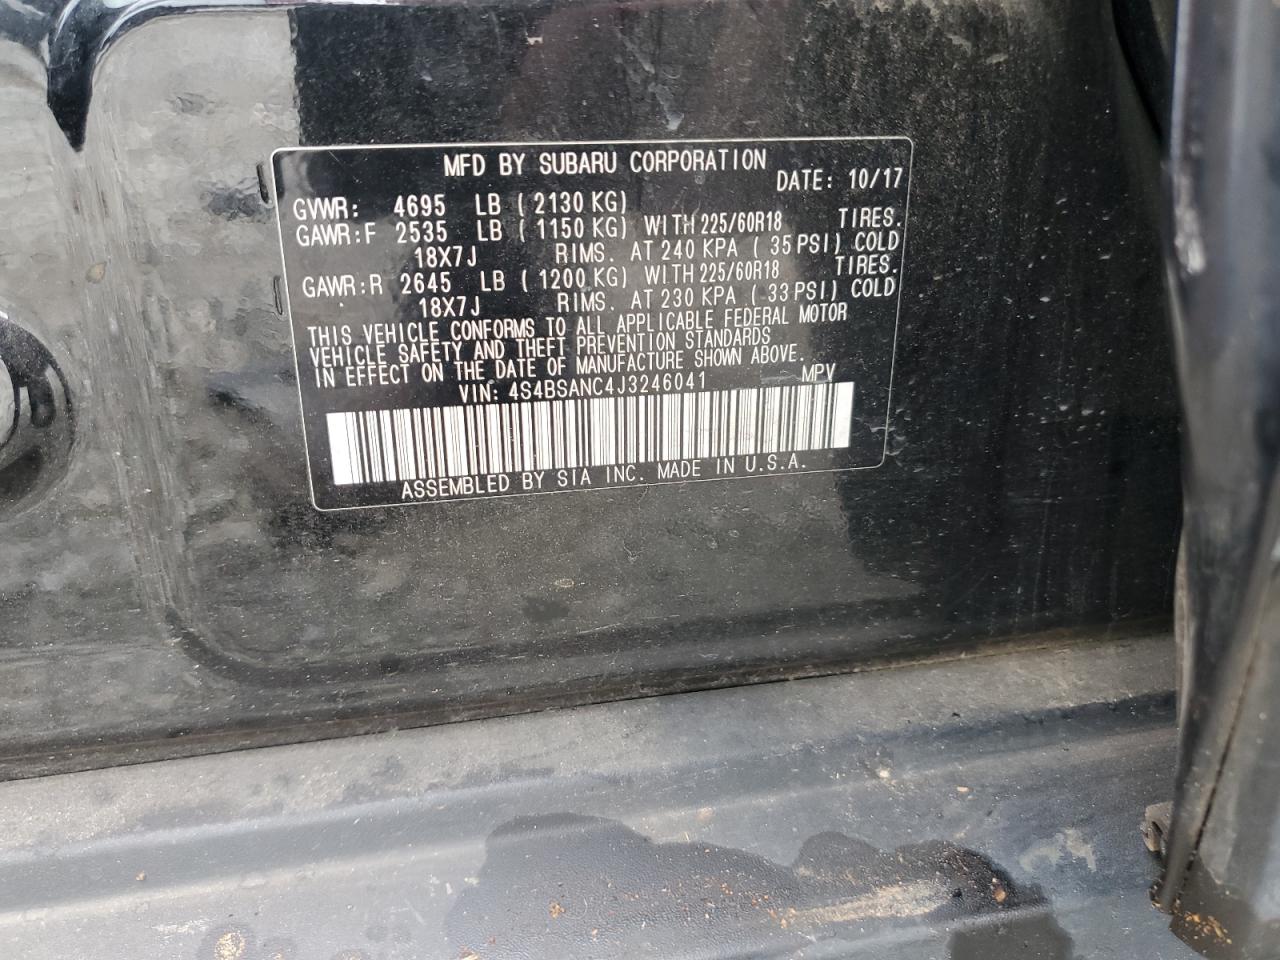 MFD BY SUBARU CORPORATION
DATE: 10/17
GVWR: 4695 LB ( 2130 KG)
GAWR:F 2535 LB ( 1150 KG) WITH 225/60R18 TIRES.
18X7J RIMS. AT 240 KPA ( 35 PSI) COLD
GAWR:R 2645 LB ( 1200 KG) WITH 225/60R18 TIRES.
18X7J RIMS. AT 230 KPA ( 33 PSI) COLD
THIS VEHICLE CONFORMS TO ALL APPLICABLE FEDERAL MOTOR
VEHICLE SAFETY AND THEFT PREVENTION STANDARDS
IN EFFECT ON THE DATE OF MANUFACTURE SHOWN ABOVE.
VIN: 4S4BSANC4J3246041 MPV
ASSEMBLED BY SIA INC. MADE IN U.S.A.